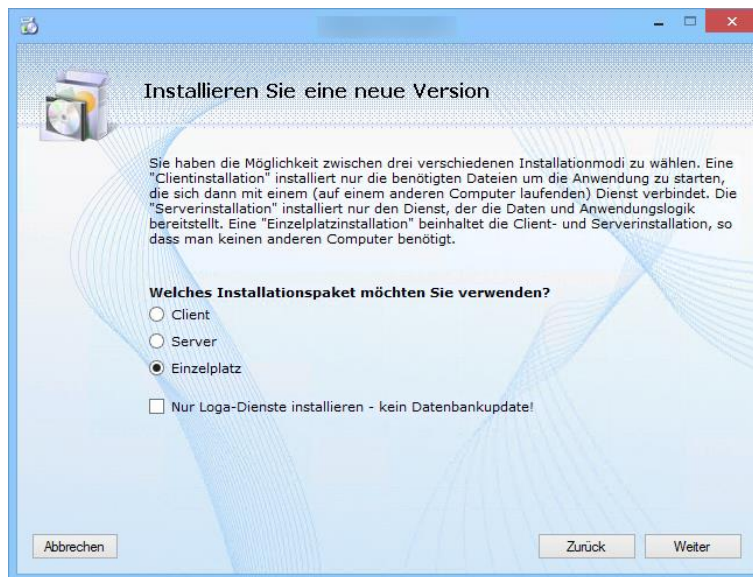 Installieren Sie eine neue Version
Sie haben die Möglichkeit zwischen drei verschiedenen Installationmodi zu wählen. Eine
"Clientinstallation" installiert nur die benötigten Dateien um die Anwendung zu starten,
die sich dann mit einem (auf einem anderen Computer laufenden) Dienst verbindet. Die
"Serverinstallation" installiert nur den Dienst, der die Daten und Anwendungslogik
bereitstellt. Eine "Einzelplatzinstallation" beinhaltet die Client- und Serverinstallation, so
dass man keinen anderen Computer benötigt.
Welches Installationspaket möchten Sie verwenden?
Client
Server
Einzelplatz
Nur Loga-Dienste installieren - kein Datenbankupdate!
Abbrechen Zurück Weiter